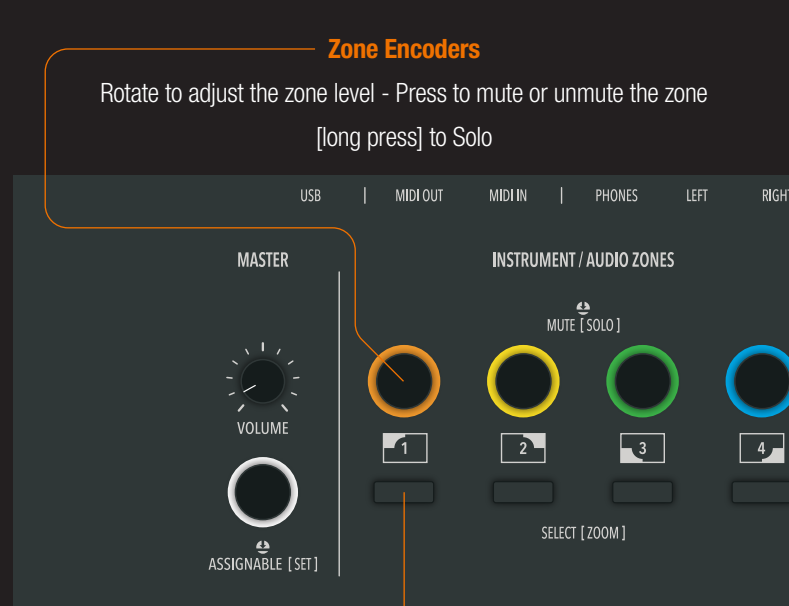 Zone Encoders
Rotate to adjust the zone level - Press to mute or unmute the zone
[long press] to Solo
USB | MIDI OUT MIDI IN | PHONES LEFT RIGHT
MASTER INSTRUMENT / AUDIO ZONES
MUTE [ SOLO ]
VOLUME
1 2 3 4
SELECT [ ZOOM ]
ASSIGNABLE [ SET ]